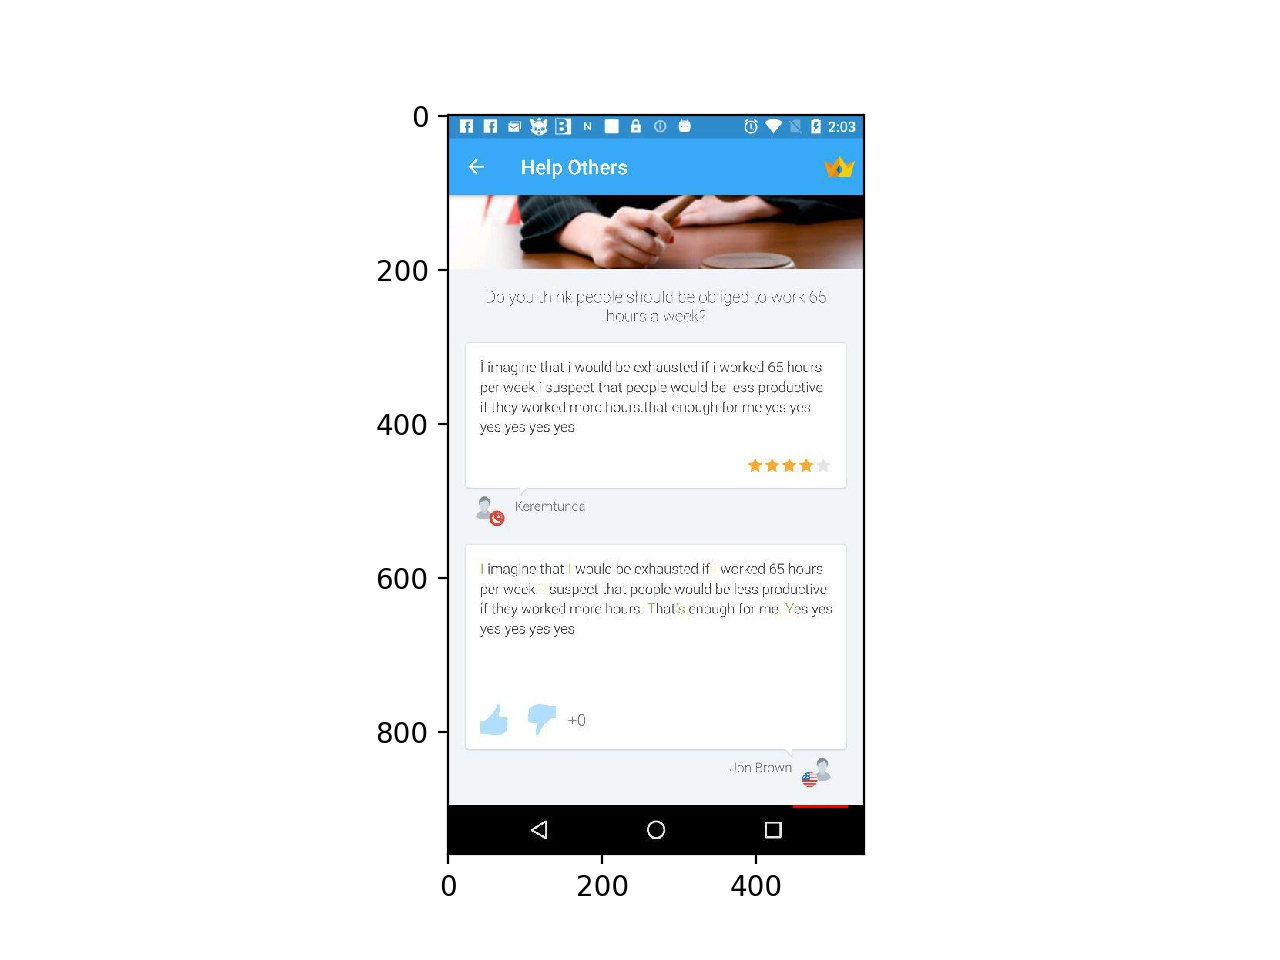 0
2:03
Help Others
200
Do you think people should be obliged to work 65
hours a week?
İ imagine that i would be exhausted if i worked 65 hours
per week.i suspect that people would be less productive
if they worked more hours.that enough for me yes yes
yes yes yes yes
400
Keremtunca
600
I imagine that I would be exhausted if I worked 65 hours
per week. I suspect that people would be less productive
if they worked more hours. That's enough for me. Yes yes
yes yes yes yes
+0
800
Jon Brown
0 200 400